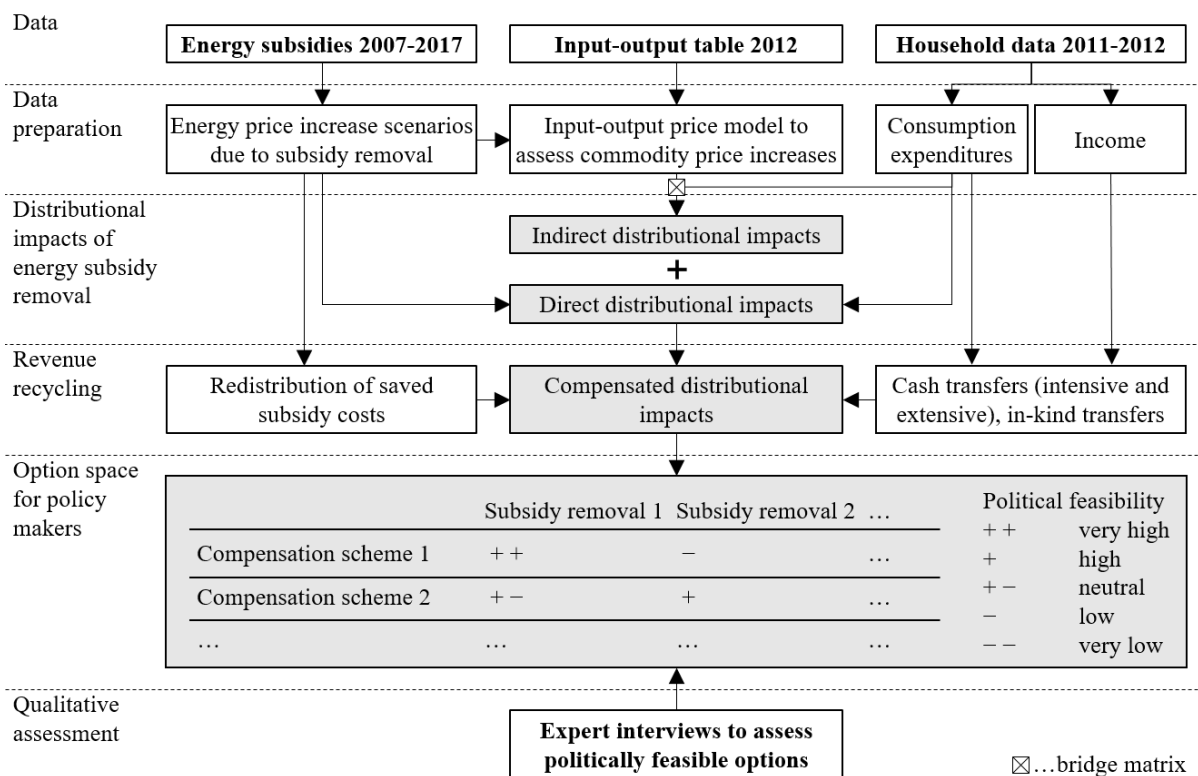 Data
Energy subsidies 2007-2017
Input-output table 2012
Household data 2011-2012
Data
preparation
Energy price increase scenarios
due to subsidy removal
Input-output price model to
assess commodity price increases
Consumption
expenditures
Income
Distributional
impacts of
energy subsidy
removal
Indirect distributional impacts
+
Direct distributional impacts
Revenue
recycling
Redistribution of saved
subsidy costs
Compensated distributional
impacts
Cash transfers (intensive and
extensive), in-kind transfers
Option space
for policy
makers
Subsidy removal 1 Subsidy removal 2 …
Compensation scheme 1 + + − …
Compensation scheme 2 + − + …
… … … …
Political feasibility
+ + very high
+ high
+ − neutral
− low
− − very low
Qualitative
assessment
Expert interviews to assess
politically feasible options
☒…bridge matrix